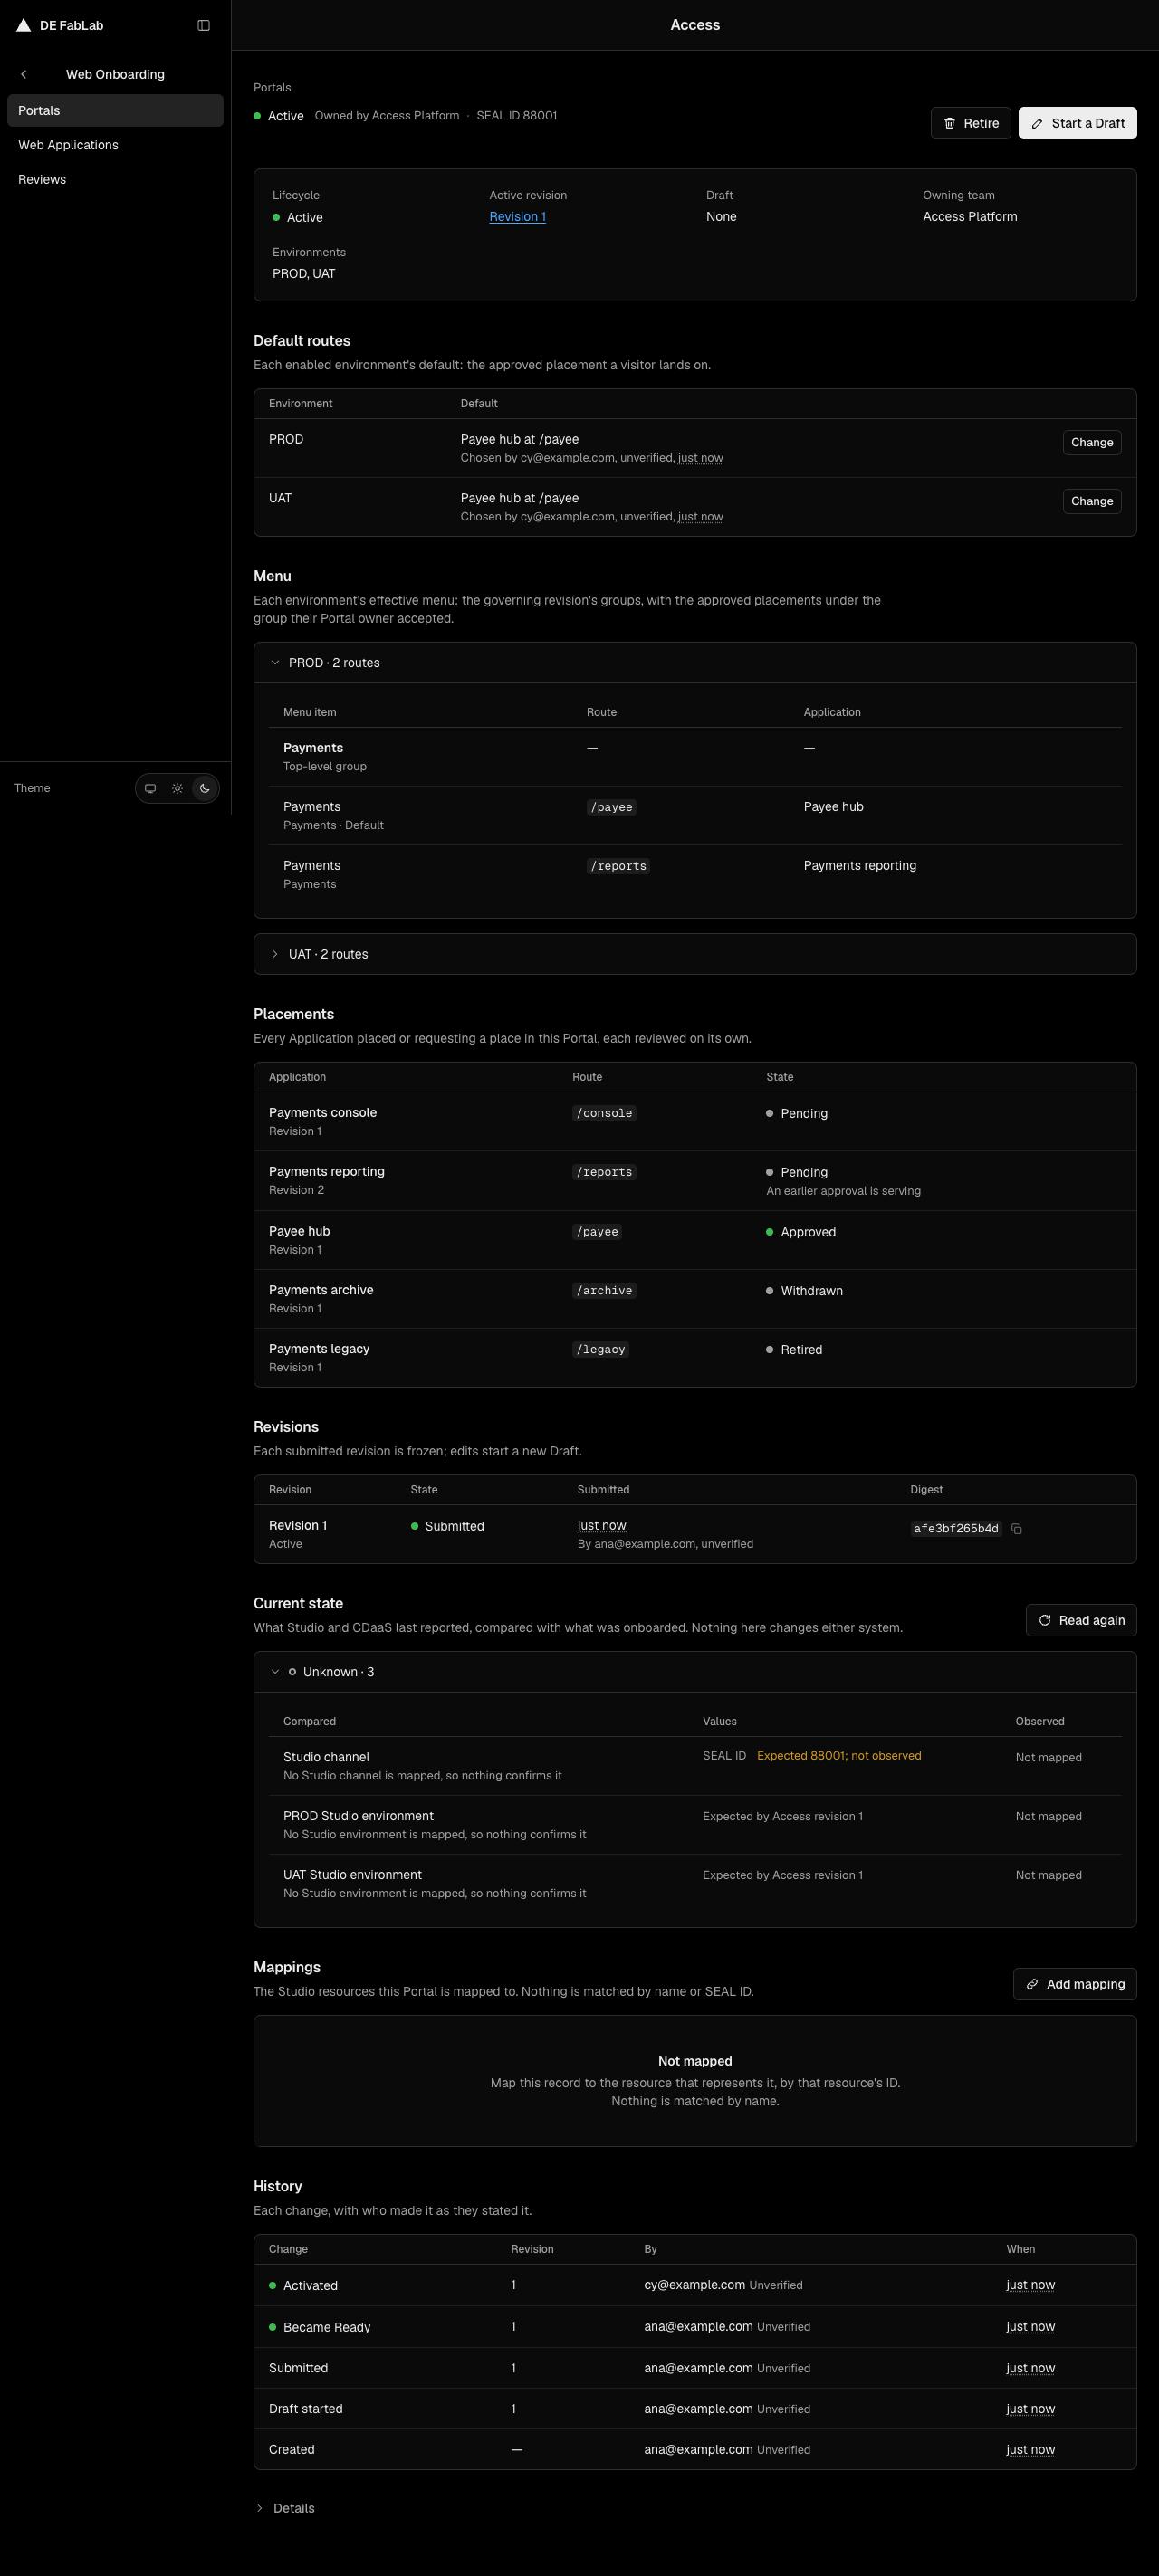 DE FabLab
Access
Web Onboarding
Portals
Web Applications
Reviews
Theme
Portals
Active Owned by Access Platform · SEAL ID 88001
Retire
Start a Draft
Lifecycle
Active
Active revision
Revision 1
Draft
None
Owning team
Access Platform
Environments
PROD, UAT
Default routes
Each enabled environment's default: the approved placement a visitor lands on.
Environment Default
PROD Payee hub at /payee Change
Chosen by cy@example.com, unverified, just now
UAT Payee hub at /payee Change
Chosen by cy@example.com, unverified, just now
Menu
Each environment's effective menu: the governing revision's groups, with the approved placements under the
group their Portal owner accepted.
PROD · 2 routes
Menu item Route Application
Payments — —
Top-level group
Payments /payee Payee hub
Payments · Default
Payments /reports Payments reporting
Payments
UAT · 2 routes
Placements
Every Application placed or requesting a place in this Portal, each reviewed on its own.
Application Route State
Payments console /console Pending
Revision 1
Payments reporting /reports Pending
Revision 2 An earlier approval is serving
Payee hub /payee Approved
Revision 1
Payments archive /archive Withdrawn
Revision 1
Payments legacy /legacy Retired
Revision 1
Revisions
Each submitted revision is frozen; edits start a new Draft.
Revision State Submitted Digest
Revision 1 Submitted just now afe3bf265b4d
Active By ana@example.com, unverified
Current state
What Studio and CDaaS last reported, compared with what was onboarded. Nothing here changes either system.
Read again
Unknown · 3
Compared Values Observed
Studio channel SEAL ID Expected 88001; not observed Not mapped
No Studio channel is mapped, so nothing confirms it
PROD Studio environment Expected by Access revision 1 Not mapped
No Studio environment is mapped, so nothing confirms it
UAT Studio environment Expected by Access revision 1 Not mapped
No Studio environment is mapped, so nothing confirms it
Mappings
The Studio resources this Portal is mapped to. Nothing is matched by name or SEAL ID.
Add mapping
Not mapped
Map this record to the resource that represents it, by that resource's ID.
Nothing is matched by name.
History
Each change, with who made it as they stated it.
Change Revision By When
Activated 1 cy@example.com Unverified just now
Became Ready 1 ana@example.com Unverified just now
Submitted 1 ana@example.com Unverified just now
Draft started 1 ana@example.com Unverified just now
Created — ana@example.com Unverified just now
Details